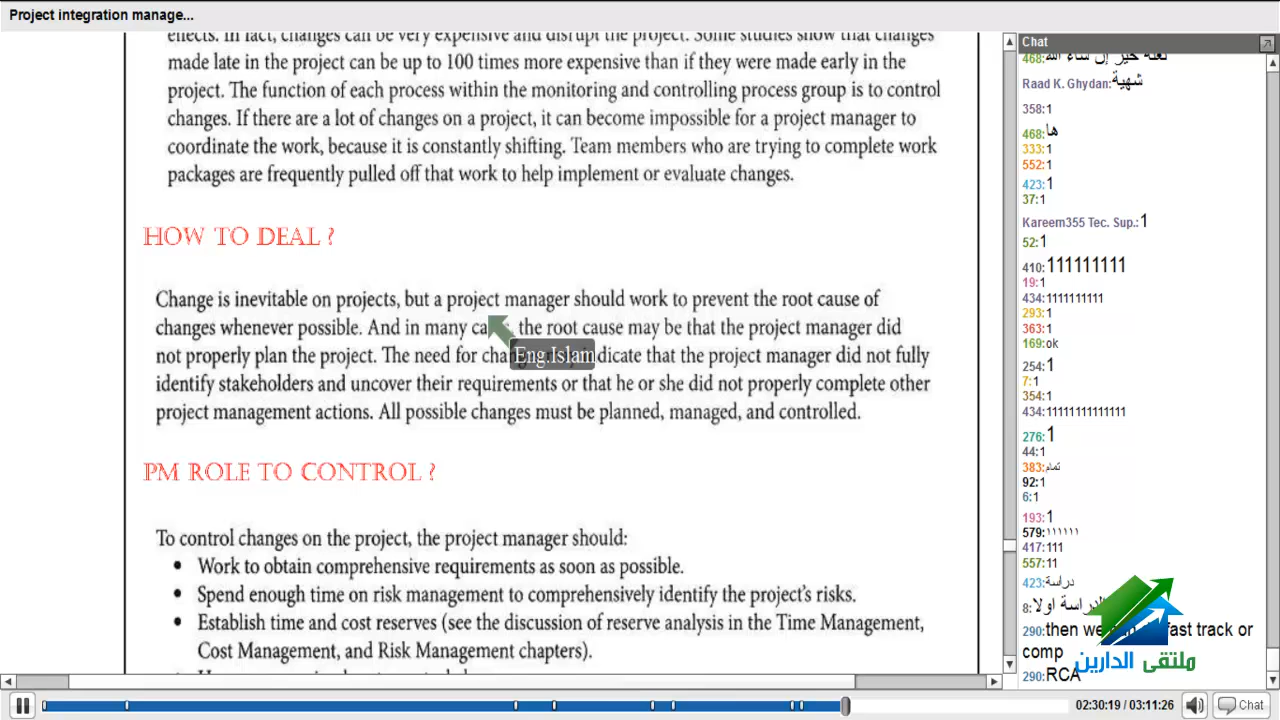 Project integration manage...
effects. In fact, changes can be very expensive and disrupt the project. Some studies show that changes
made late in the project can be up to 100 times more expensive than if they were made early in the
project. The function of each process within the monitoring and controlling process group is to control
changes. If there are a lot of changes on a project, it can become impossible for a project manager to
coordinate the work, because it is constantly shifting. Team members who are trying to complete work
packages are frequently pulled off that work to help implement or evaluate changes.
HOW TO DEAL ?
Change is inevitable on projects, but a project manager should work to prevent the root cause of
changes whenever possible. And in many ca the root cause may be that the project manager did
not properly plan the project. The need for chan indicate that the project manager did not fully
Eng.Islam
identify stakeholders and uncover their requirements or that he or she did not properly complete other
project management actions. All possible changes must be planned, managed, and controlled.
PM ROLE TO CONTROL ?
To control changes on the project, the project manager should:
• Work to obtain comprehensive requirements as soon as possible.
• Spend enough time on risk management to comprehensively identify the project's risks.
• Establish time and cost reserves (see the discussion of reserve analysis in the Time Management,
Cost Management, and Risk Management chapters).
Chat
468: خير إن شاء الله
Raad K. Ghydan: شهية
358: 1
468: ها
333: 1
552: 1
423: 1
37: 1
Kareem355 Tec. Sup.: 1
52: 1
410: 111111111
19: 1
434: 1111111111
293: 1
363: 1
169: ok
254: 1
7: 1
354: 1
434: 11111111111111
276: 1
44: 1
383: تمام
92: 1
6: 1
193: 1
579: ١١١١١١
417: 111
557: 11
423: دراسة
8: الدراسة اولا
290: then we fast track or
comp
290: RCA
ملتقى الدارين
02:30:19 / 03:11:26
Chat